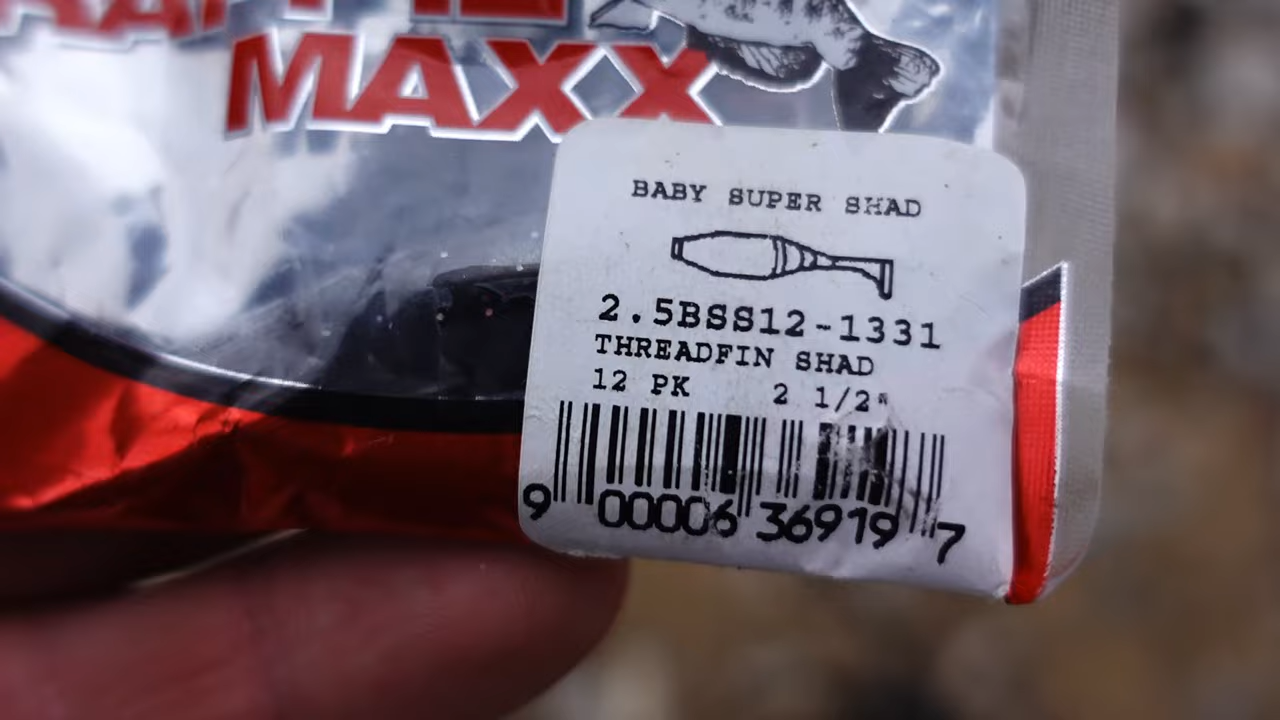 MAXX
BABY SUPER SHAD
2.5BSS12-1331
THREADFIN SHAD
12 PK 2 1/2"
9 00006 36919 7